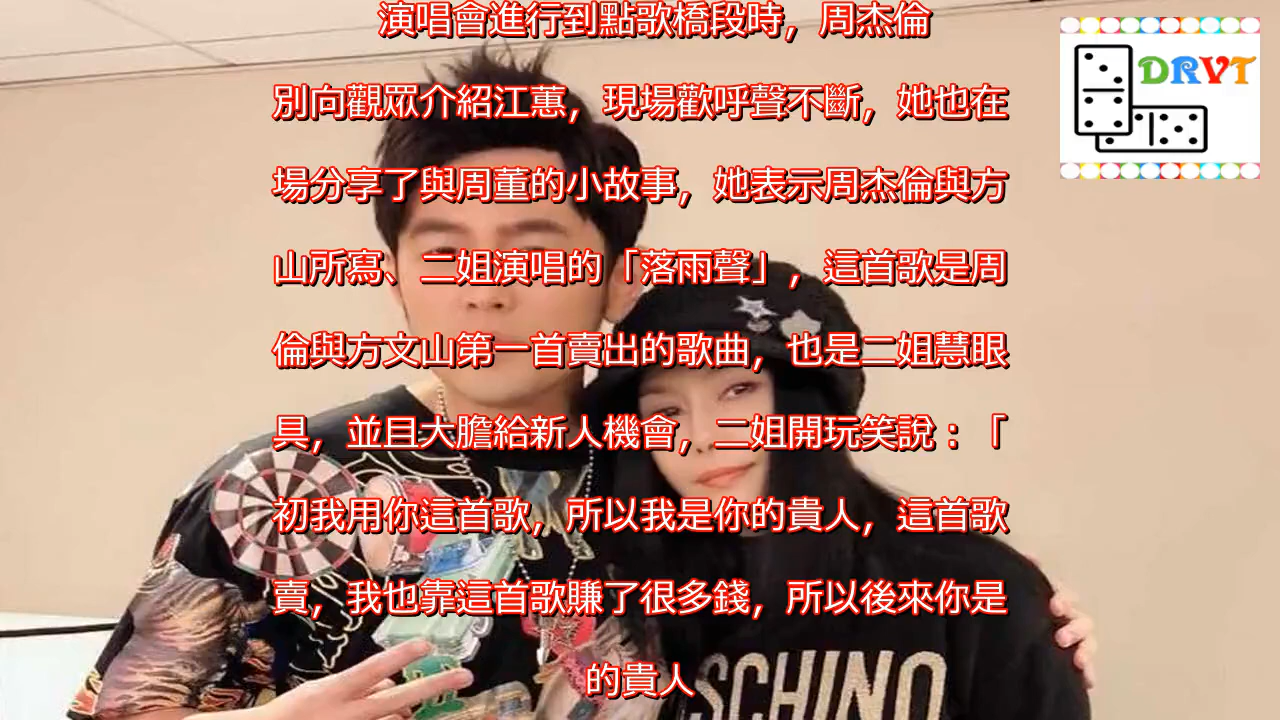 演唱會進行到點歌橋段時，周杰倫
DRVT
別向觀眾介紹江蕙，現場歡呼聲不斷，她也在
場分享了與周董的小故事，她表示周杰倫與方
山所寫、二姐演唱的「落雨聲」，這首歌是周
倫與方文山第一首賣出的歌曲，也是二姐慧眼
具，並且大膽給新人機會，二姐開玩笑說：「
初我用你這首歌，所以我是你的貴人，這首歌
賣，我也靠這首歌賺了很多錢，所以後來你是
的貴人
SCHINO